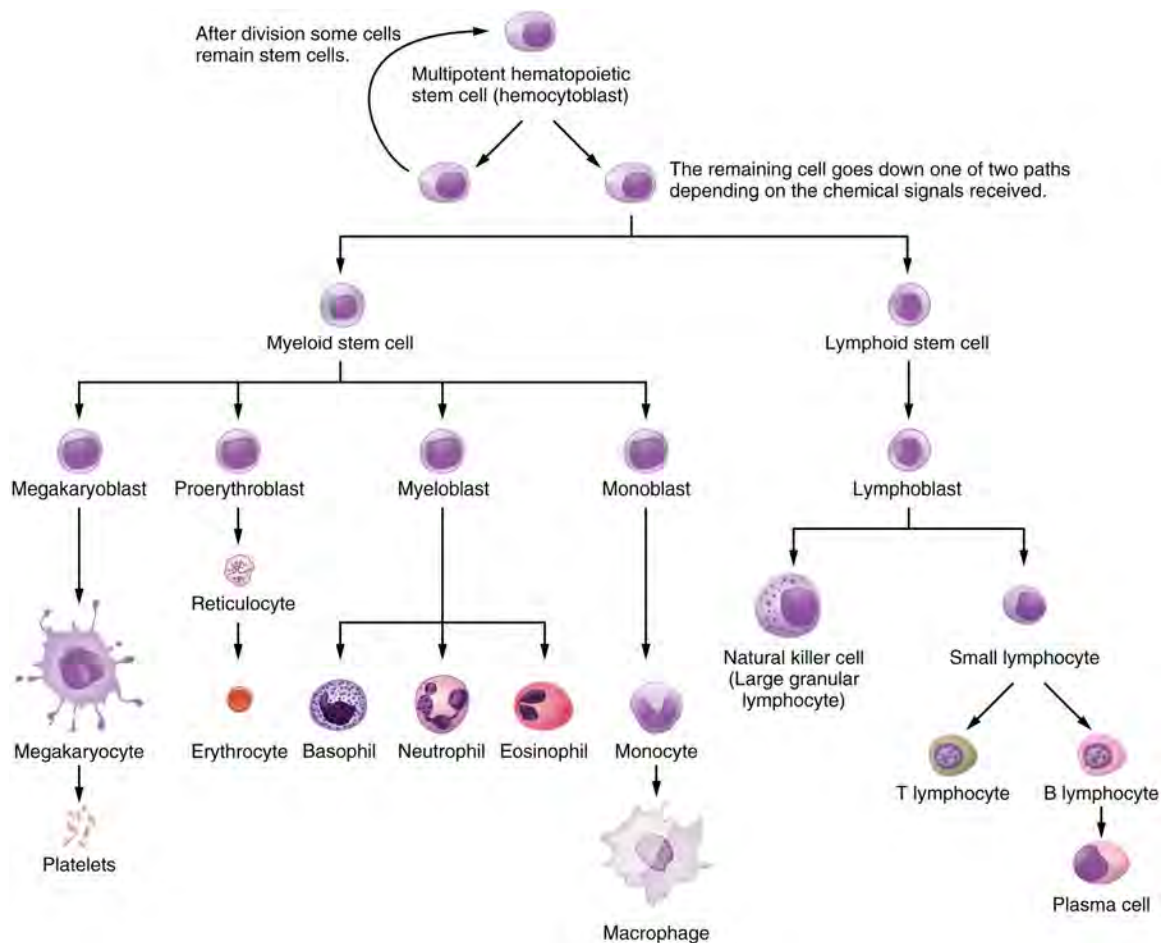 After division some cells
remain stem cells.
Multipotent hematopoietic
stem cell (hemocytoblast)
The remaining cell goes down one of two paths
depending on the chemical signals received.
Myeloid stem cell
Lymphoid stem cell
Megakaryoblast
Proerythroblast
Myeloblast
Monoblast
Lymphoblast
Reticulocyte
Natural killer cell
(Large granular
lymphocyte)
Small lymphocyte
Megakaryocyte
Erythrocyte
Basophil
Neutrophil
Eosinophil
Monocyte
T lymphocyte
B lymphocyte
Platelets
Macrophage
Plasma cell